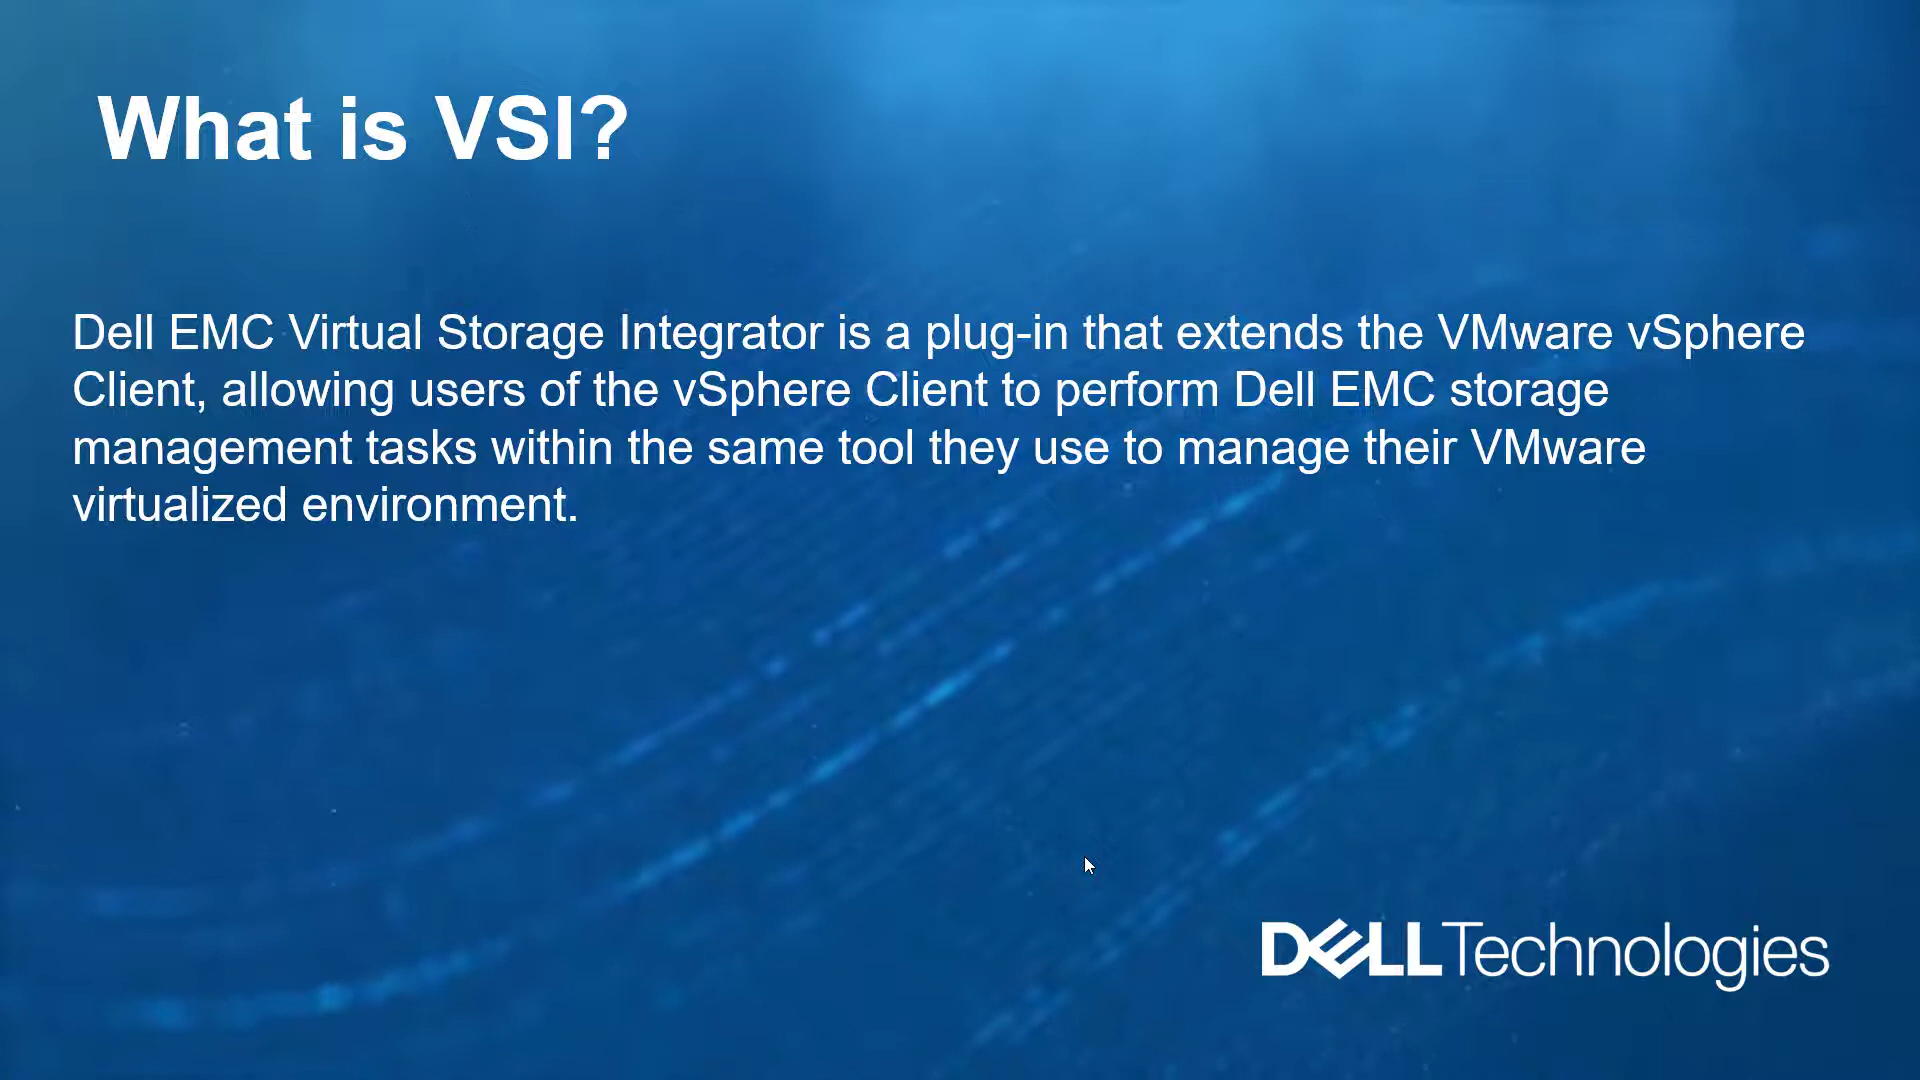 What is VSI?
Dell EMC Virtual Storage Integrator is a plug-in that extends the VMware vSphere
Client, allowing users of the vSphere Client to perform Dell EMC storage
management tasks within the same tool they use to manage their VMware
virtualized environment.
DELL Technologies